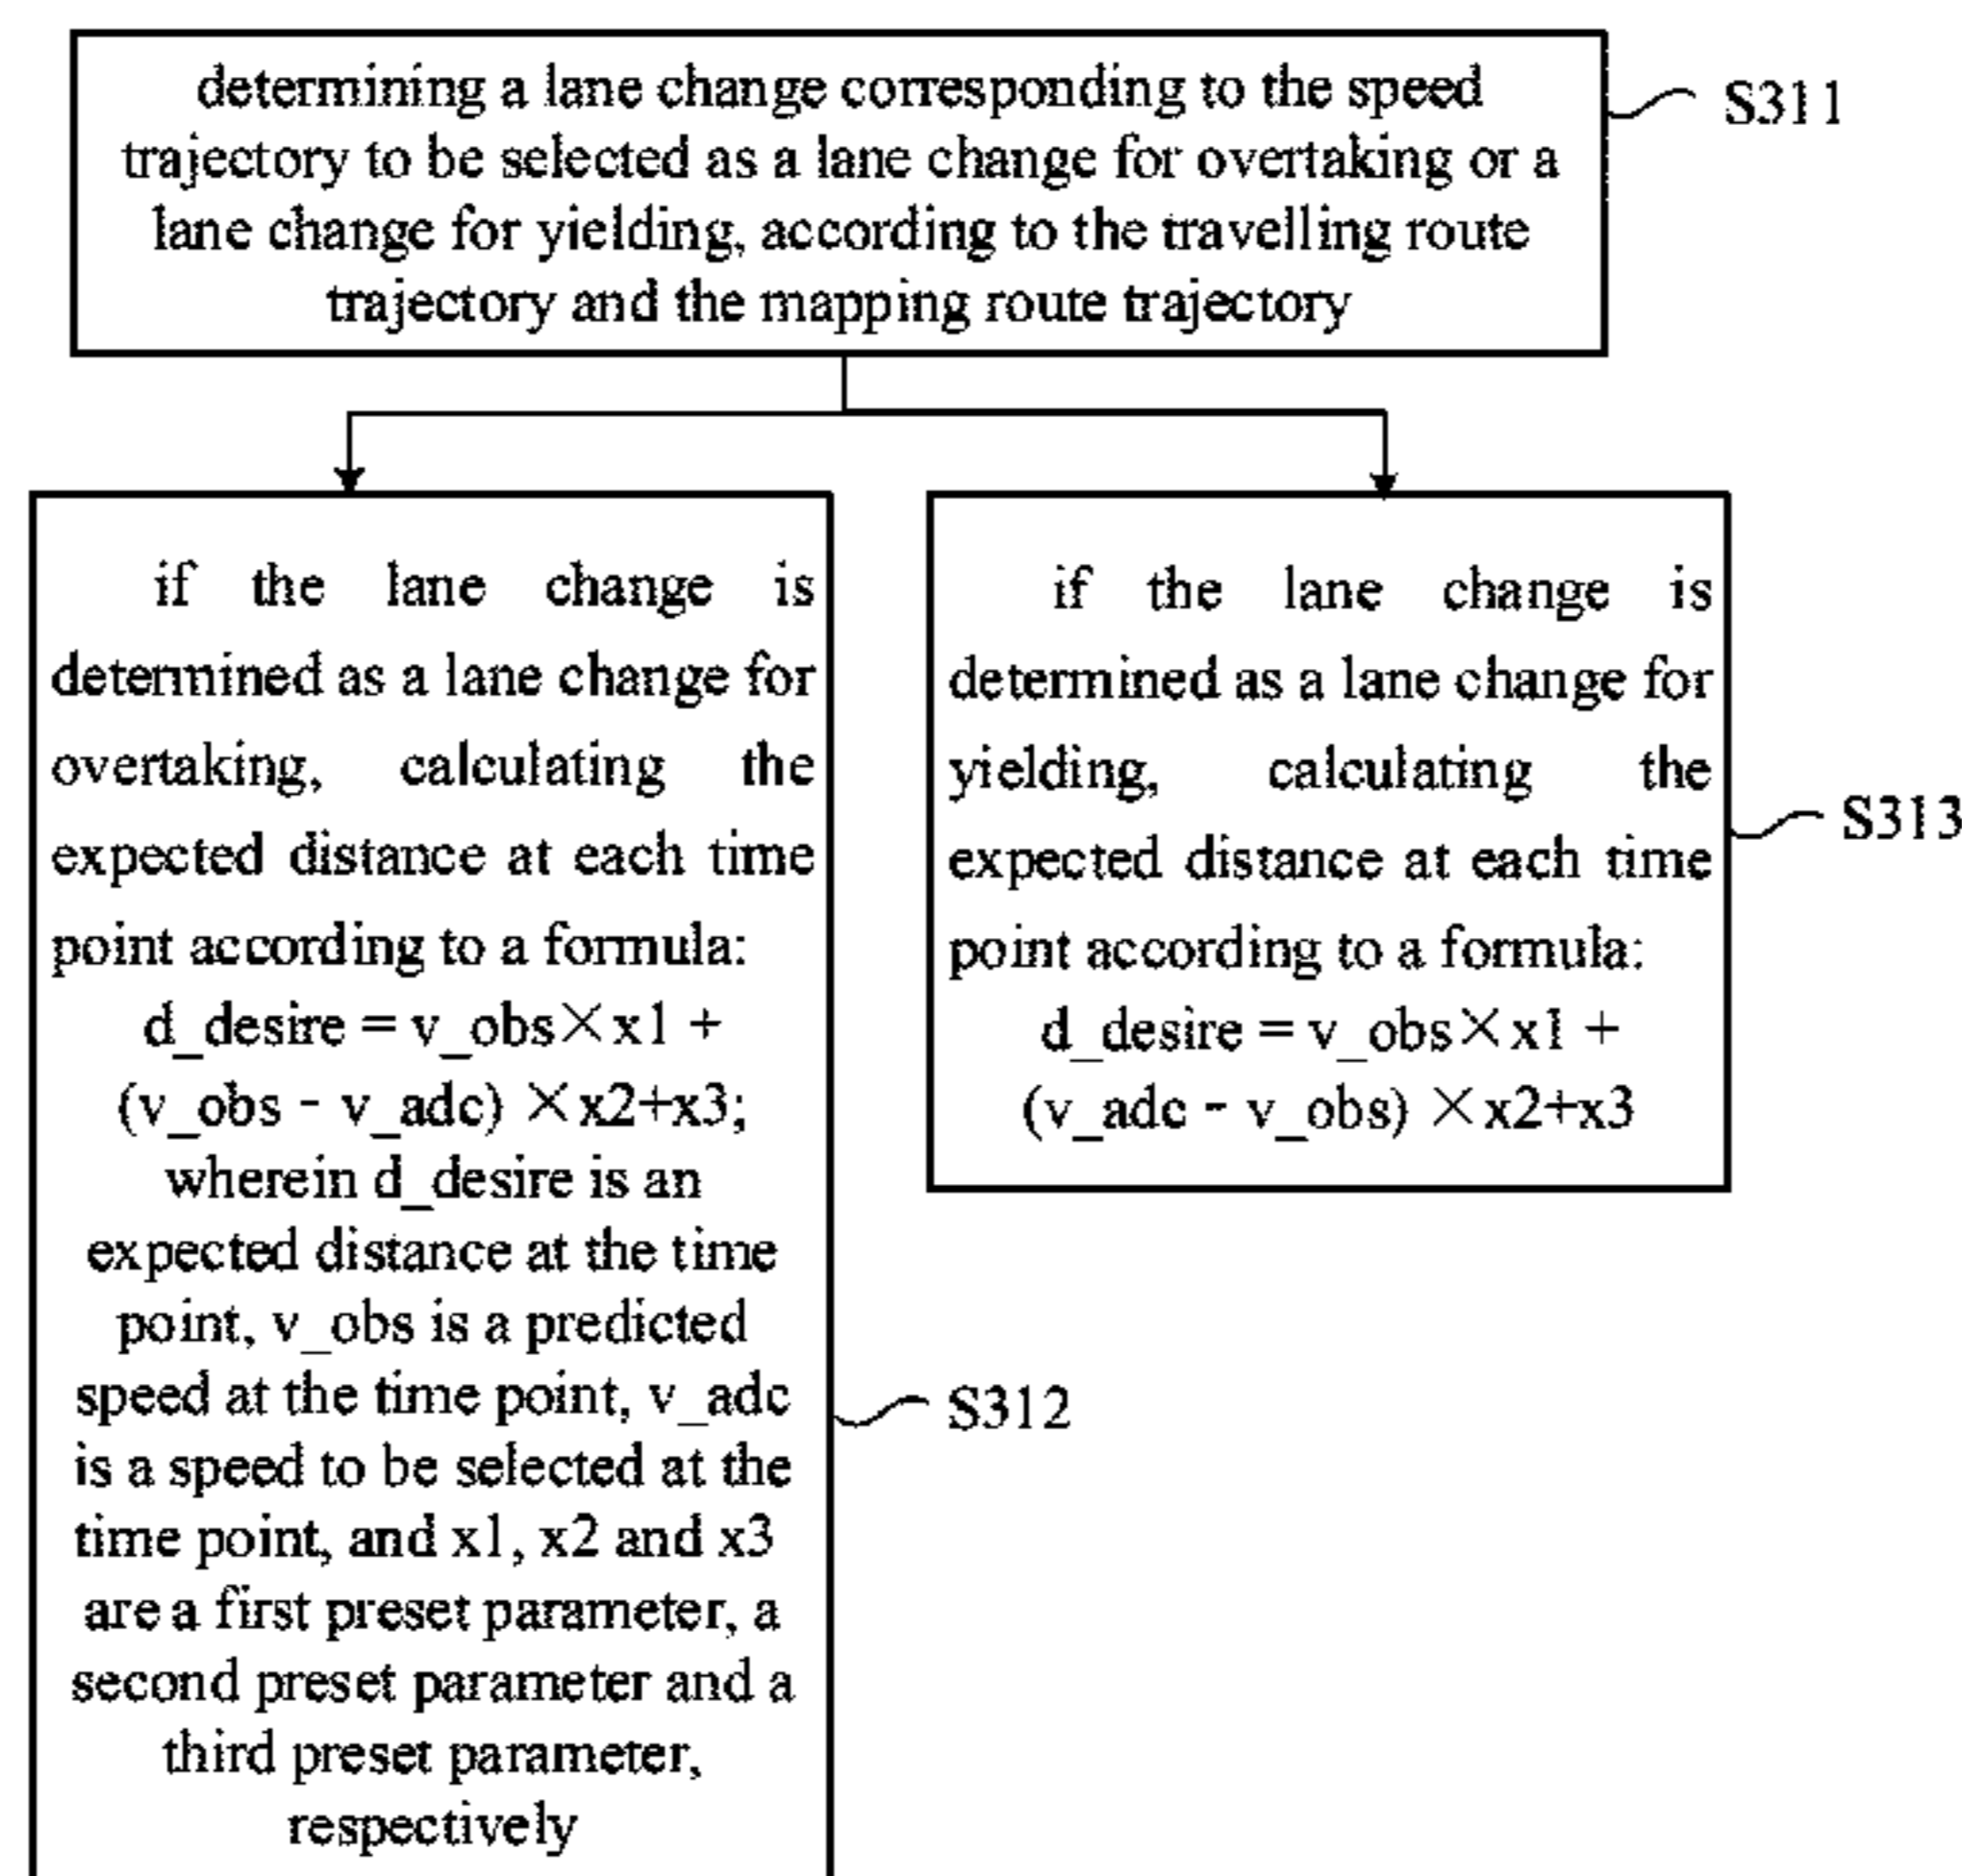 determining a lane change corresponding to the speed
trajectory to be selected as a lane change for overtaking or a
lane change for yielding, according to the travelling route
trajectory and the mapping route trajectory
S311
if the lane change is
determined as a lane change for
overtaking, calculating the
expected distance at each time
point according to a formula:
d_desire = v_obs×x1 +
(v_obs - v_adc) ×x2+x3;
wherein d_desire is an
expected distance at the time
point, v_obs is a predicted
speed at the time point, v_adc
is a speed to be selected at the
time point, and x1, x2 and x3
are a first preset parameter, a
second preset parameter and a
third preset parameter,
respectively
S312
if the lane change is
determined as a lane change for
yielding, calculating the
expected distance at each time
point according to a formula:
d_desire = v_obs×x1 +
(v_adc - v_obs) ×x2+x3
S313